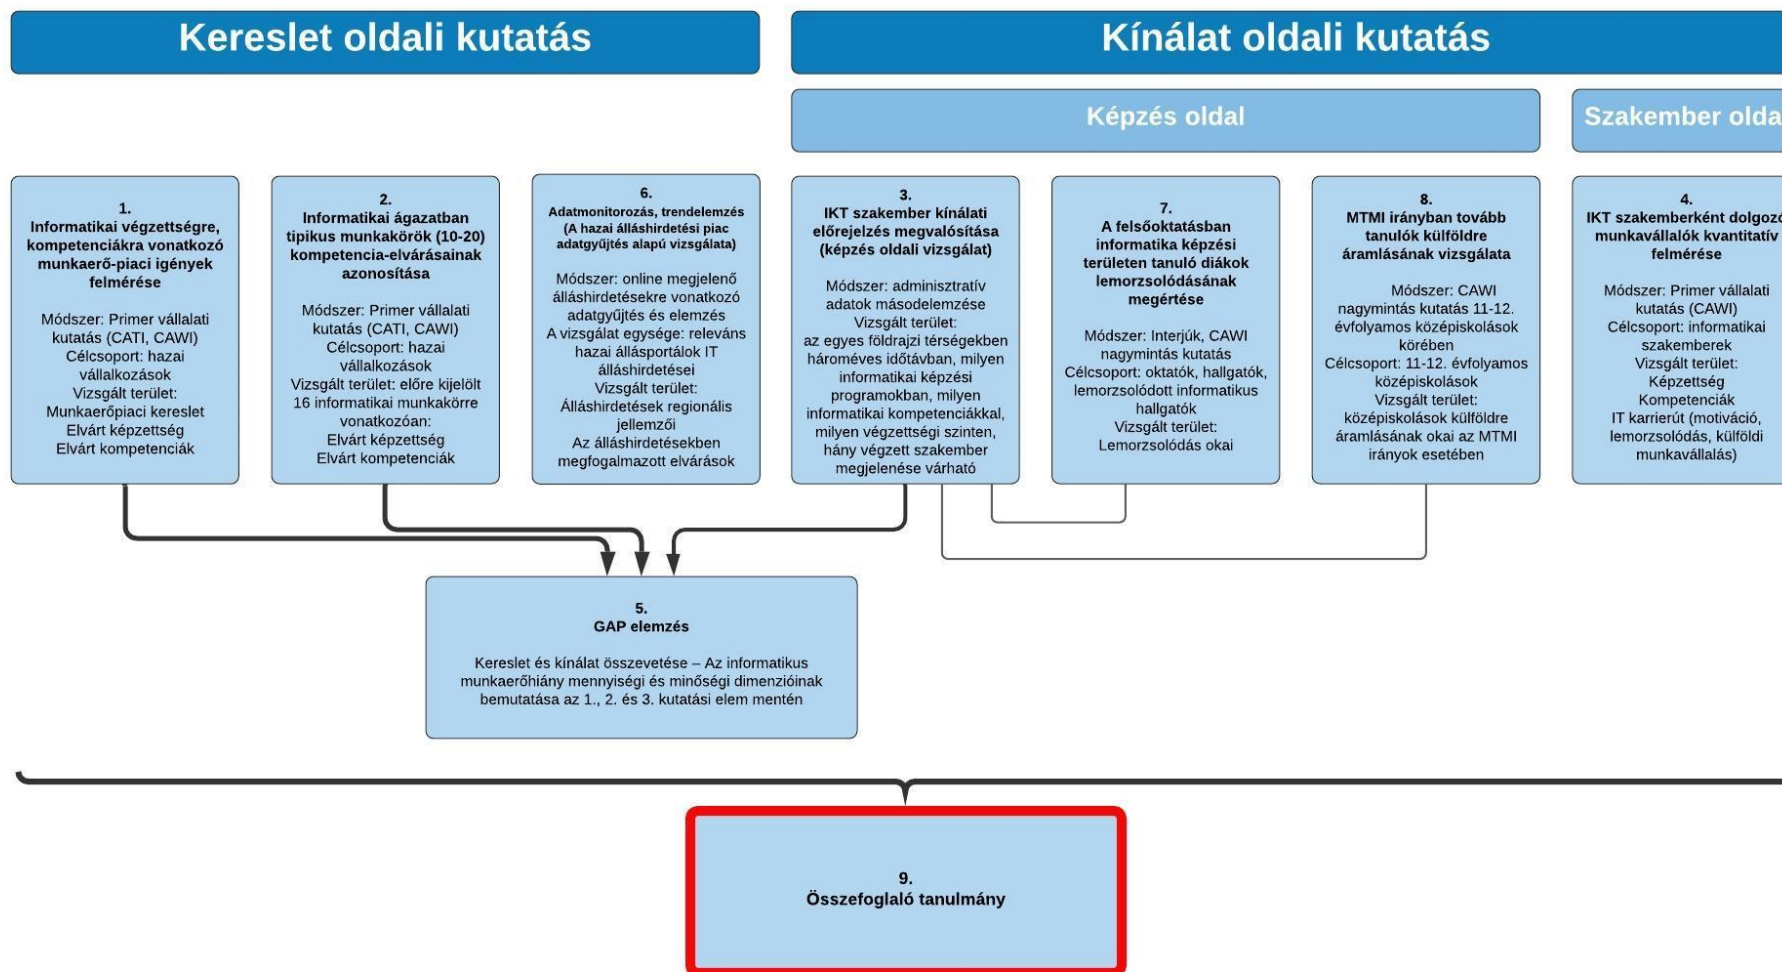 Kereslet oldali kutatás
Kínálat oldali kutatás
Képzés oldal
Szakember olda
1.
Informatikai végzettségre,
kompetenciákra vonatkozó
munkaerő-piaci igények
felmérése
Módszer: Primer vállalati
kutatás (CATI, CAWI)
Célcsoport: hazai
vállalkozások
Vizsgált terület:
Munkaerőpiaci kereslet
Elvárt képzettség
Elvárt kompetenciák
2.
Informatikai ágazatban
tipikus munkakörök (10-20)
kompetencia-elvárásainak
azonosítása
Módszer: Primer vállalati
kutatás (CATI, CAWI)
Célcsoport: hazai
vállalkozások
Vizsgált terület: előre kijelölt
16 informatikai munkakörre
vonatkozóan:
Elvárt képzettség
Elvárt kompetenciák
6.
Adatmonitorozás, trendelemzés
(A hazai álláshirdetési piac
adatgyűjtés alapú vizsgálata)
Módszer: online megjelenő
álláshirdetésekre vonatkozó
adatgyűjtés és elemzés
A vizsgálat egysége: releváns
hazai állásportálok IT
álláshirdetései
Vizsgált terület:
Álláshirdetések regionális
jellemzői
Az álláshirdetésekben
megfogalmazott elvárások
3.
IKT szakember kínálati
előrejelzés megvalósítása
(képzés oldali vizsgálat)
Módszer: adminisztratív
adatok másodelemzése
Vizsgált terület:
az egyes földrajzi térségekben
hároméves időtávban, milyen
informatikai képzési
programokban, milyen
informatikai kompetenciákkal,
milyen végzettségi szinten,
hány végzett szakember
megjelenése várható
7.
A felsőoktatásban
informatika képzési
területen tanuló diákok
lemorzsolódásának
megértése
Módszer: Interjúk, CAWI
nagymintás kutatás
Célcsoport: oktatók, hallgatók,
lemorzsolódott informatikus
hallgatók
Vizsgált terület:
Lemorzsolódás okai
8.
MTMI irányban tovább
tanulók külföldre
áramlásának vizsgálata
Módszer: CAWI
nagymintás kutatás 11-12.
évfolyamos középiskolások
körében
Célcsoport: 11-12. évfolyamos
középiskolások
Vizsgált terület:
középiskolások külföldre
áramlásának okai az MTMI
irányok esetében
4.
IKT szakemberként dolgozó
munkavállalók kvantitatív
felmérése
Módszer: Primer vállalati
kutatás (CAWI)
Célcsoport: informatikai
szakemberek
Vizsgált terület:
Képzettség
Kompetenciák
IT karrierút (motiváció,
lemorzsolódás, külföldi
munkavállalás)
5.
GAP elemzés
Kereslet és kínálat összevetése – Az informatikus
munkaerőhiány mennyiségi és minőségi dimenzióinak
bemutatása az 1., 2. és 3. kutatási elem mentén
9.
Összefoglaló tanulmány